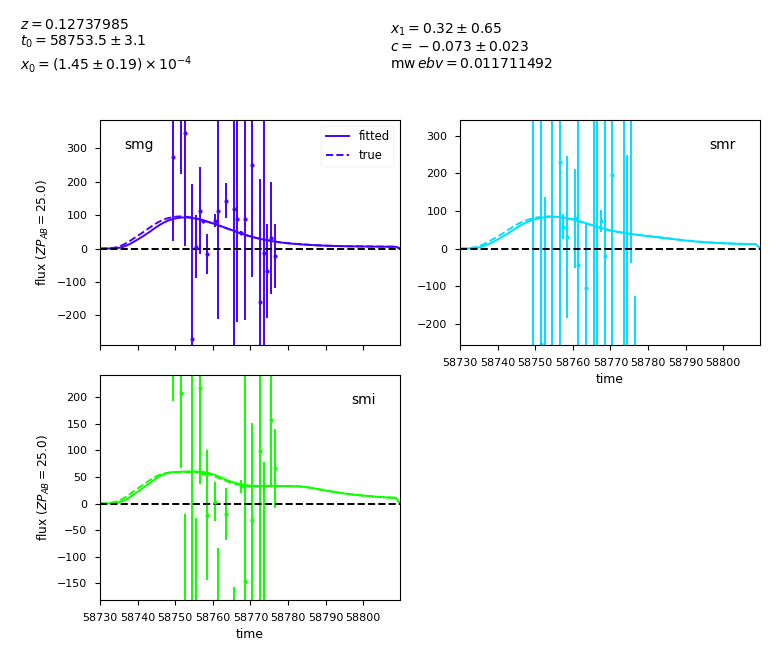 z = 0.12737985
t₀ = 58753.5 ± 3.1
x₀ = (1.45 ± 0.19) × 10⁻⁴
x₁ = 0.32 ± 0.65
c = −0.073 ± 0.023
mw ebv = 0.011711492
smg
fitted
true
300
200
100
0
−100
−200
flux (ZP_AB = 25.0)
smr
300
200
100
0
−100
−200
58730 58740 58750 58760 58770 58780 58790 58800
time
smi
200
150
100
50
0
−50
−100
−150
flux (ZP_AB = 25.0)
58730 58740 58750 58760 58770 58780 58790 58800
time